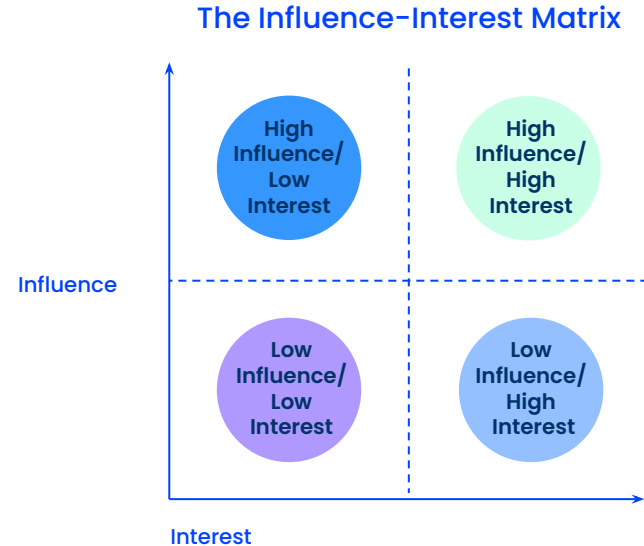 The Influence-Interest Matrix
High
Influence/
Low
Interest
High
Influence/
High
Interest
Influence
Low
Influence/
Low
Interest
Low
Influence/
High
Interest
Interest